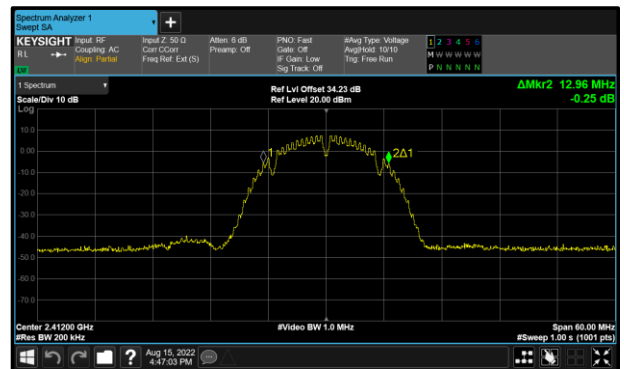 Spectrum Analyzer 1
Swept SA
+
KEYSIGHT
RL
Input: RF
Coupling: AC
Align: Partial
Input Z: 50 Ω
Corr CCorr
Freq Ref: Ext (S)
Atten: 6 dB
Preamp: Off
PNO: Fast
Gate: Off
IF Gain: Low
Sig Track: Off
#Avg Type: Voltage
Avg|Hold: 10/10
Trig: Free Run
1 2 3 4 5 6
M W W W W W
P N N N N N
1 Spectrum
Scale/Div 10 dB
Ref Lvl Offset 34.23 dB
Ref Level 20.00 dBm
ΔMkr2 12.96 MHz
-0.25 dB
Log
10.0
0.00
-10.0
-20.0
-30.0
-40.0
-50.0
-60.0
-70.0
1
2Δ1
Center 2.41200 GHz
#Res BW 200 kHz
#Video BW 1.0 MHz
Span 60.00 MHz
#Sweep 1.00 s (1001 pts)
?
Aug 15, 2022
4:47:03 PM